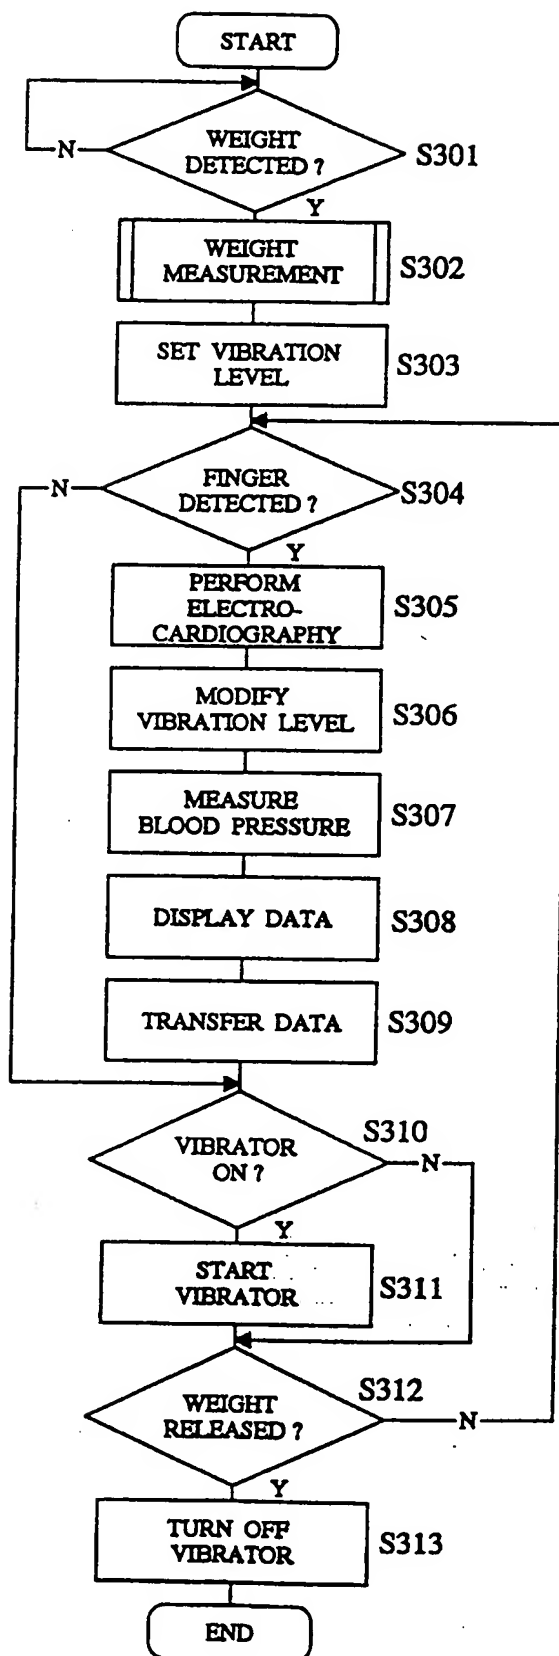 START
WEIGHT
DETECTED ?
N
S301
Y
WEIGHT
MEASUREMENT
S302
SET VIBRATION
LEVEL
S303
FINGER
DETECTED ?
N
S304
Y
PERFORM
ELECTRO-
CARDIOGRAPHY
S305
MODIFY
VIBRATION LEVEL
S306
MEASURE
BLOOD PRESSURE
S307
DISPLAY DATA
S308
TRANSFER DATA
S309
VIBRATOR
ON ?
S310
N
Y
START
VIBRATOR
S311
WEIGHT
RELEASED ?
S312
N
Y
TURN OFF
VIBRATOR
S313
END